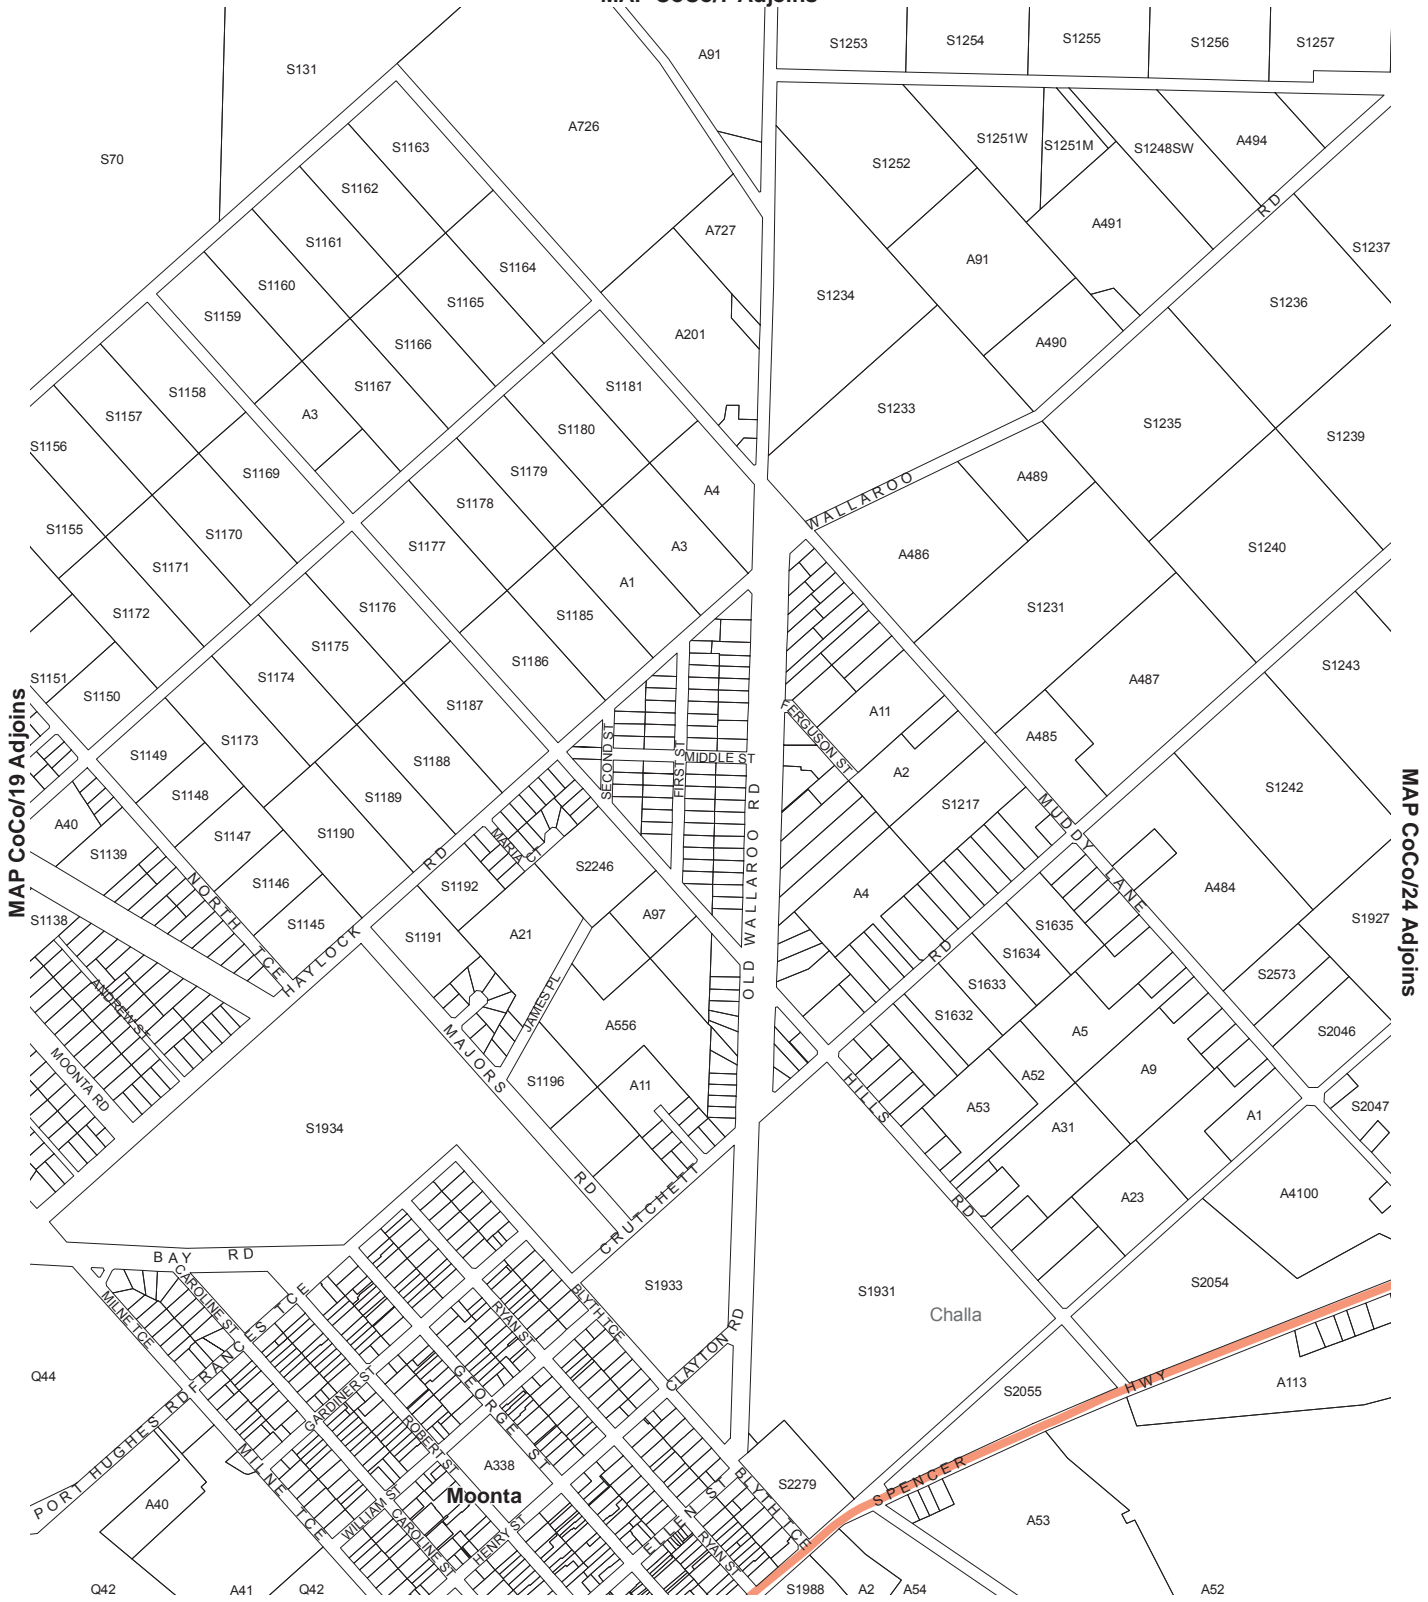 MAP CoCo/7 Adjoins
S131
A91
S1253
S1254
S1255
S1256
S1257
S70
A726
S1163
S1252
S1251W
S1251M
S1248SW
A494
S1162
RD
S1161
A727
A91
A491
S1237
S1164
S1160
S1165
S1234
S1236
S1159
S1166
A201
A490
S1158
S1167
S1181
S1157
A3
S1233
S1235
S1156
S1180
S1239
S1169
S1179
A489
S1178
A4
WALLAROO
S1155
S1170
S1177
A3
A486
S1240
S1171
A1
S1172
S1176
S1185
S1231
S1175
S1186
S1243
S1151
S1174
A487
S1150
S1187
FERGUSON ST
A11
S1149
S1173
SECOND ST
FIRST ST
MIDDLE ST
A485
S1188
A2
S1148
S1189
S1217
S1242
A40
S1147
S1190
MARIA CT
MUDDY LANE
S1139
HAYLOCK RD
OLD WALLAROO RD
NORTH TCE
S1146
S1192
S2246
A4
A484
S1138
S1145
S1191
A21
A97
S1635
S1927
RD
S1634
ANDREW ST
JAMES PL
S1633
S2573
MOONTA RD
MAJORS RD
A556
S1632
A5
S2046
S1196
A11
HILLS RD
A52
A9
S1934
A53
A31
A1
S2047
CRUTCHETT
A23
A4100
BAY RD
CAROLINE ST
MILNE TCE
FRANCES TCE
BLYTH TCE
S1933
S1931
S2054
RYAN ST
Challa
CLAYTON RD
Q44
GARDINER ST
GEORGE ST
S2055
HWY
A113
PORT HUGHES RD
ROBERT ST
MILNE TCE
A338
Moonta
BLYTH TCE
S2279
SPENCER
A40
WILLIAM ST
CAROLINE ST
HENRY ST
RYAN ST
A53
Q42
A41
Q42
S1988
A2
A54
A52
MAP CoCo/19 Adjoins
MAP CoCo/24 Adjoins